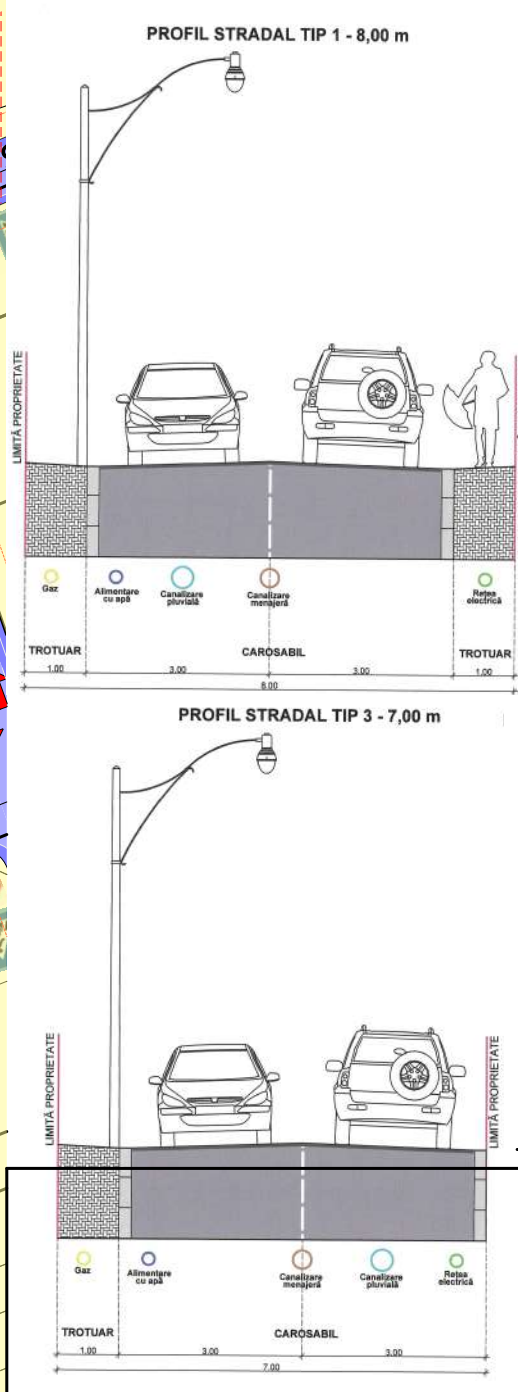 PROFIL STRADAL TIP 1 - 8,00 m
LIMITĂ PROPRIETATE
Gaz
Alimentare
cu apă
Canalizare
pluvială
Canalizare
menajeră
Rețea
electrică
TROTUAR
CAROSABIL
TROTUAR
1.00
3.00
3.00
1.00
8.00
PROFIL STRADAL TIP 3 - 7,00 m
LIMITĂ PROPRIETATE
LIMITĂ PROPRIETATE
Gaz
Alimentare
cu apă
Canalizare
menajeră
Canalizare
pluvială
Rețea
electrică
TROTUAR
CAROSABIL
1.00
3.00
3.00
7.00